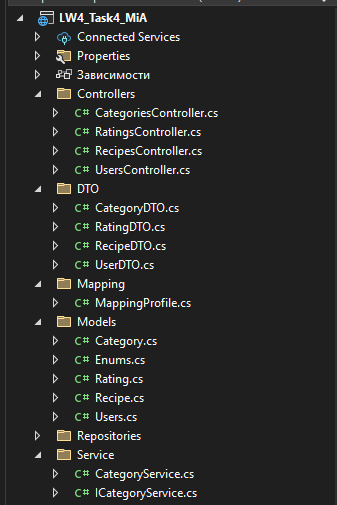 LW4_Task4_MiA
Connected Services
Properties
Зависимости
Controllers
C# CategoriesController.cs
C# RatingsController.cs
C# RecipesController.cs
C# UsersController.cs
DTO
C# CategoryDTO.cs
C# RatingDTO.cs
C# RecipeDTO.cs
C# UserDTO.cs
Mapping
C# MappingProfile.cs
Models
C# Category.cs
C# Enums.cs
C# Rating.cs
C# Recipe.cs
C# Users.cs
Repositories
Service
C# CategoryService.cs
C# ICategoryService.cs